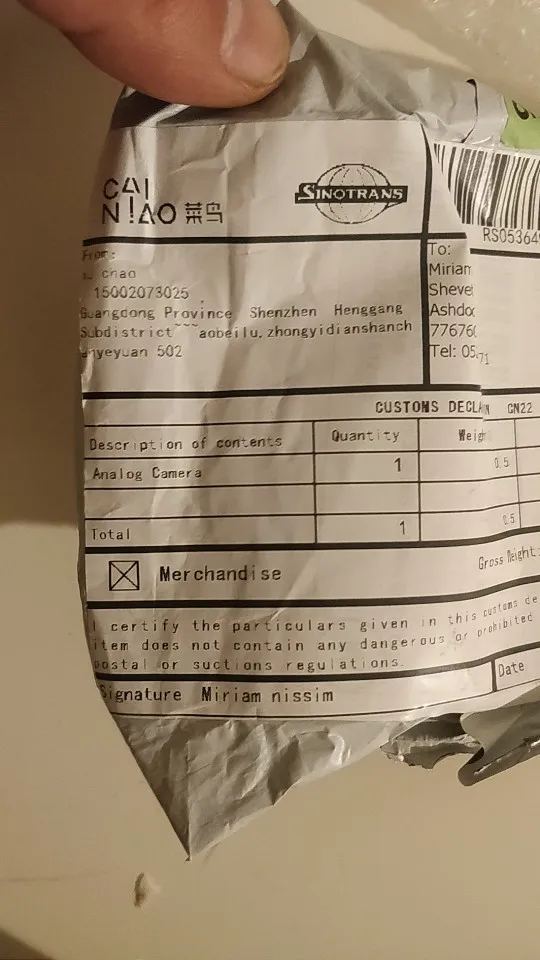 CAI
NIAO 菜鸟
SINOTRANS
RS05364
From:
chao
15002073025
Guangdong Province Shenzhen Henggang
Subdistrict~~~aobeilu.zhongyidianshanch
anyeyuan 502
To:
Miriam
Sheve
Ashdo
77676
Tel: 05
71
CUSTOMS DECLA N CN22
Description of contents Quantity Weigh
Analog Camera 1 0.5
Total 1 0.5
Merchandise Gross Weight:
I certify the particulars given in this customs de
item does not contain any dangerous or prohibited
postal or suctions regulations.
Signature Miriam nissim
Date